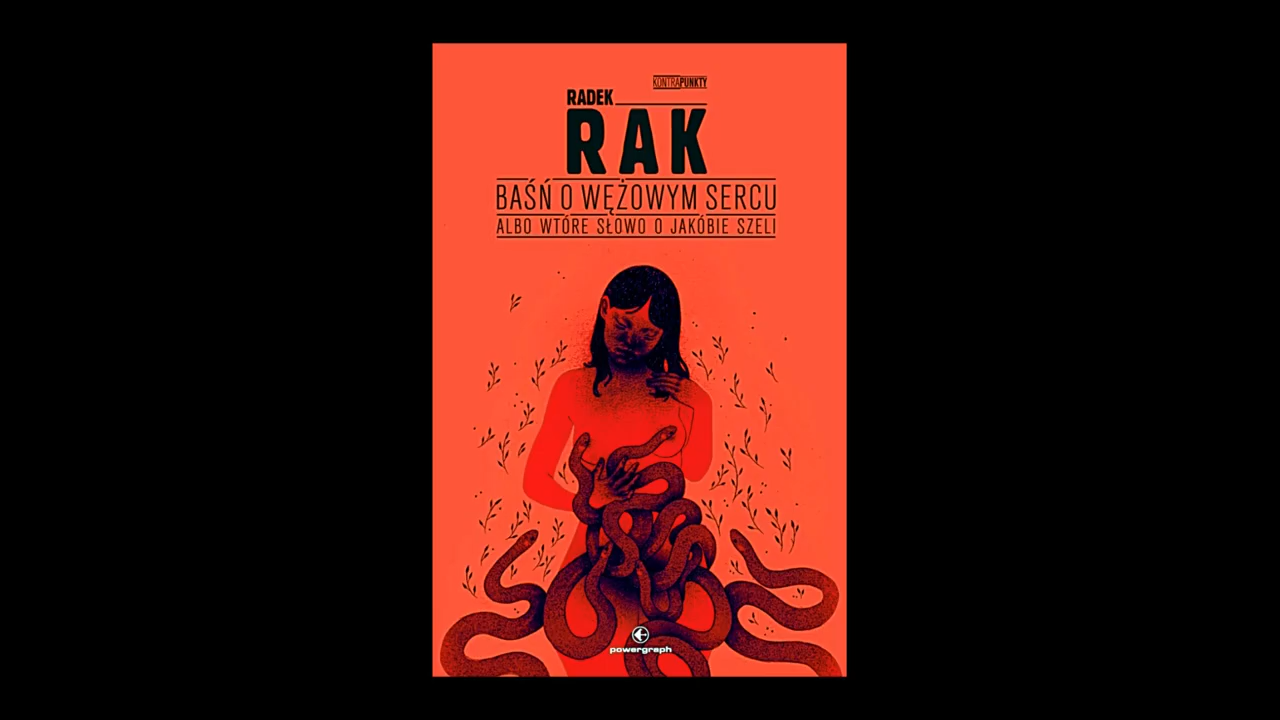 KONTRAPUNKTY
RADEK
RAK
BAŚŃ O WĘŻOWYM SERCU
ALBO WTÓRE SŁOWO O JAKÓBIE SZELI
powergraph